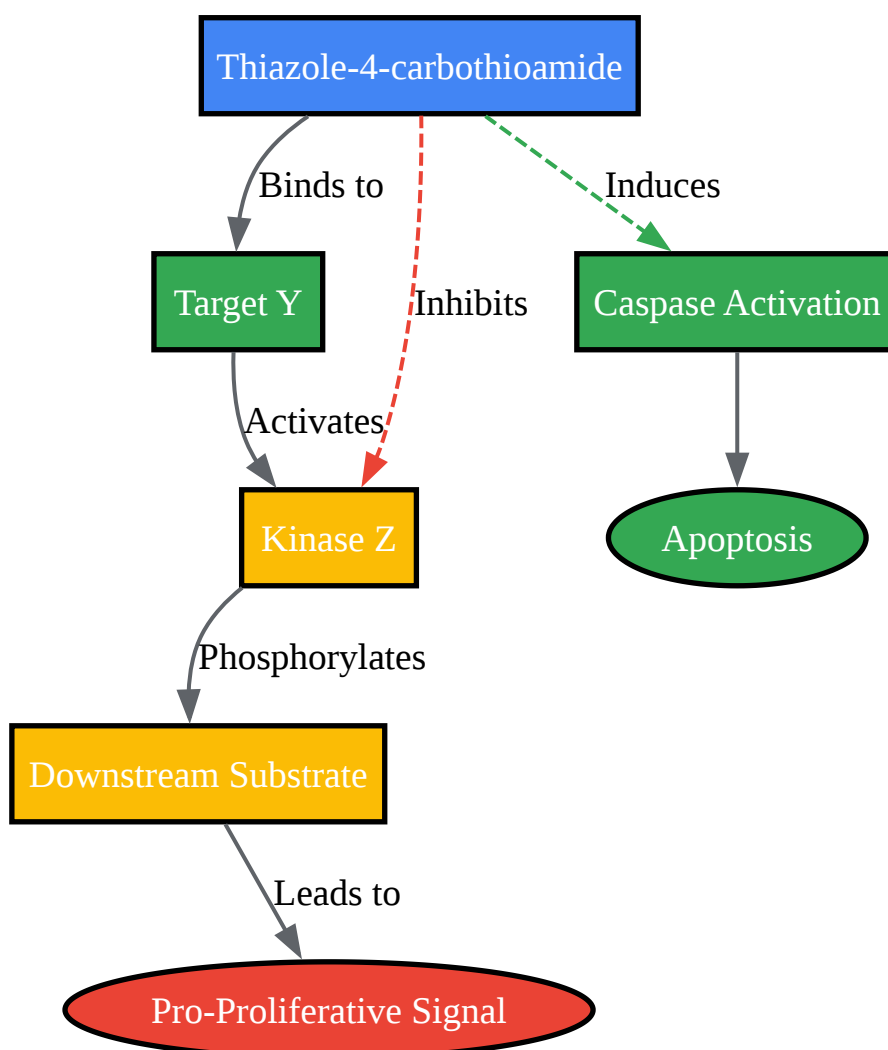 Thiazole-4-carbothioamide
Binds to
Induces
Target Y
Inhibits
Caspase Activation
Activates
Kinase Z
Apoptosis
Phosphorylates
Downstream Substrate
Leads to
Pro-Proliferative Signal